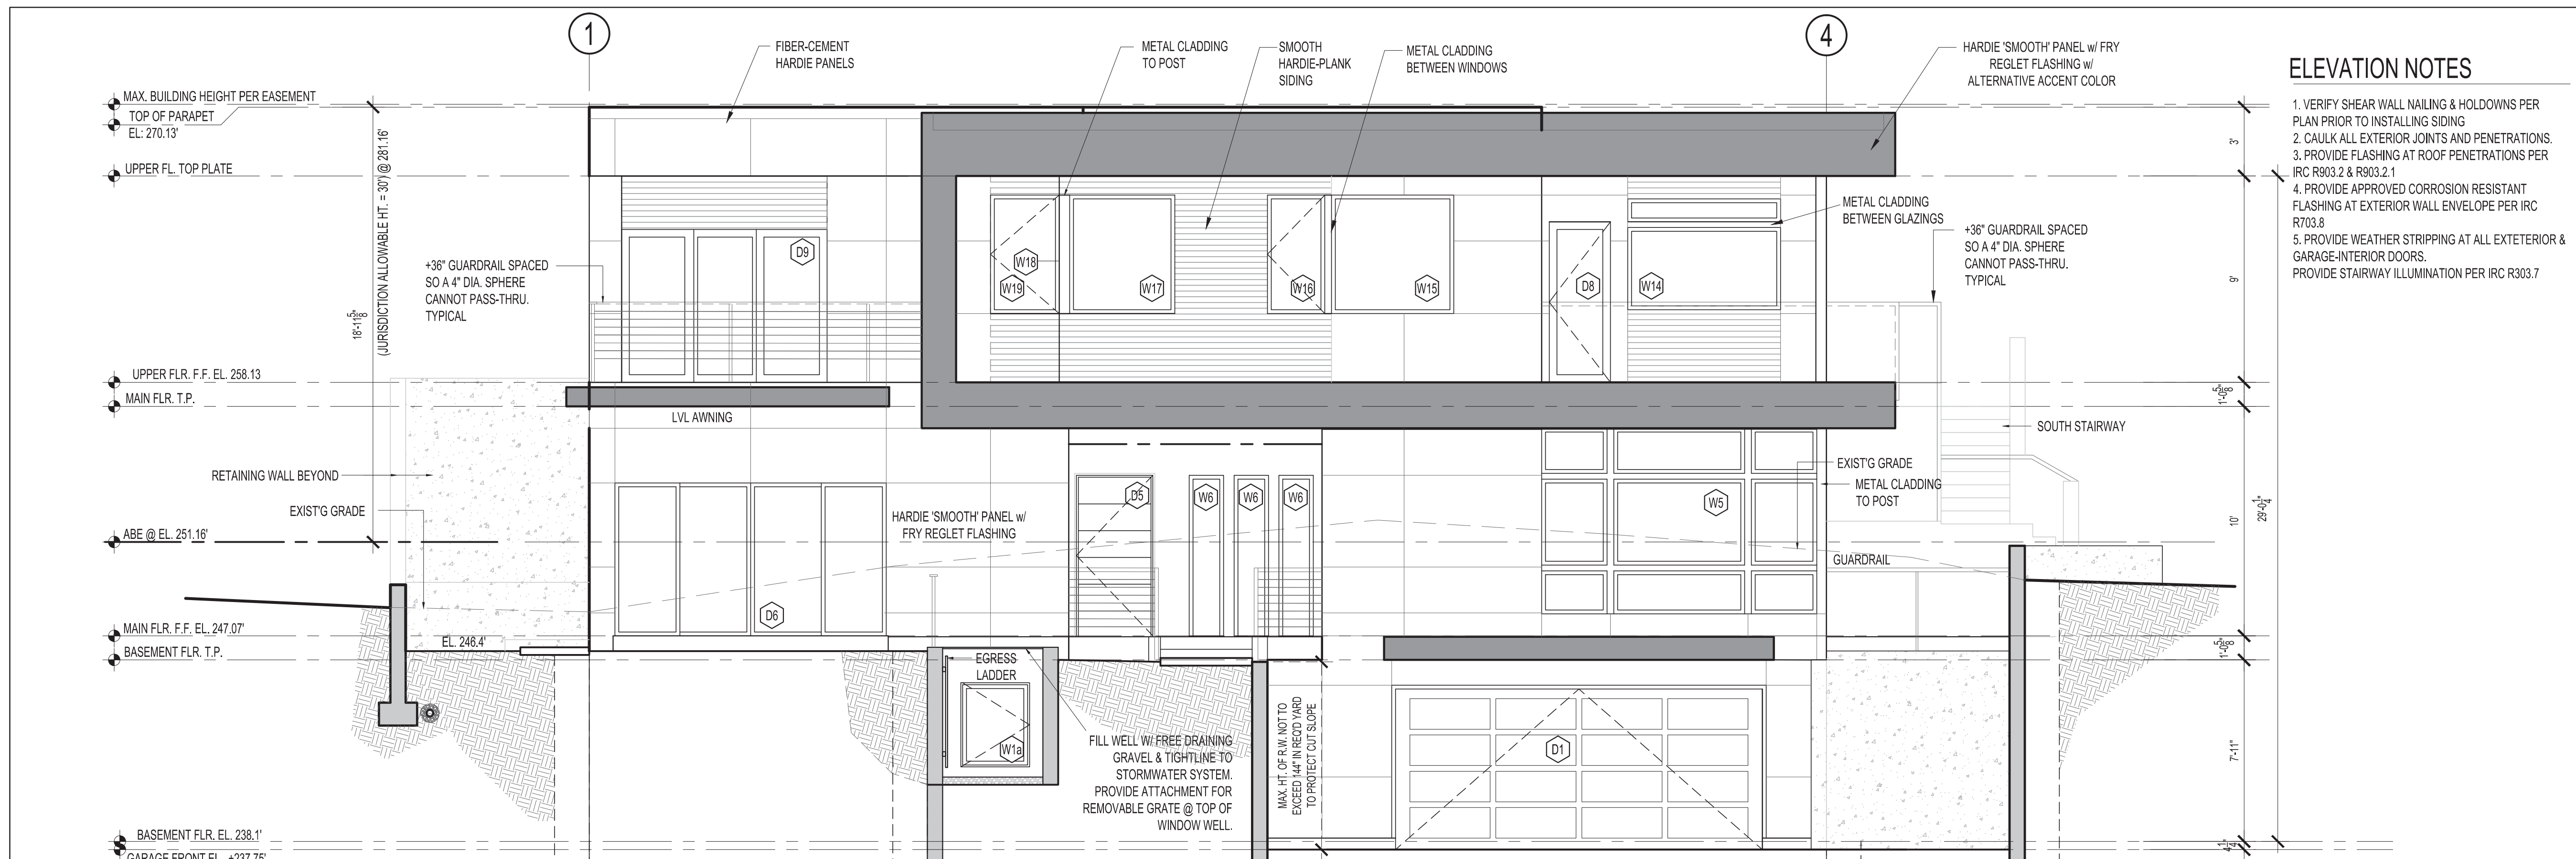 1
4
FIBER-CEMENT
HARDIE PANELS
METAL CLADDING
TO POST
SMOOTH
HARDIE-PLANK
SIDING
METAL CLADDING
BETWEEN WINDOWS
HARDIE 'SMOOTH' PANEL w/ FRY
REGLET FLASHING w/
ALTERNATIVE ACCENT COLOR
ELEVATION NOTES
1. VERIFY SHEAR WALL NAILING & HOLDOWNS PER
PLAN PRIOR TO INSTALLING SIDING
2. CAULK ALL EXTERIOR JOINTS AND PENETRATIONS.
3. PROVIDE FLASHING AT ROOF PENETRATIONS PER
IRC R903.2 & R903.2.1
4. PROVIDE APPROVED CORROSION RESISTANT
FLASHING AT EXTERIOR WALL ENVELOPE PER IRC
R703.8
5. PROVIDE WEATHER STRIPPING AT ALL EXTETERIOR &
GARAGE-INTERIOR DOORS.
PROVIDE STAIRWAY ILLUMINATION PER IRC R303.7
MAX. BUILDING HEIGHT PER EASEMENT
TOP OF PARAPET
EL: 270.13'
UPPER FL. TOP PLATE
18'-11 5/8"
(JURISDICTION ALLOWABLE HT. = 30') @ 281.16'
+36" GUARDRAIL SPACED
SO A 4" DIA. SPHERE
CANNOT PASS-THRU.
TYPICAL
D9
W18
W19
W17
W16
W15
D8
W14
METAL CLADDING
BETWEEN GLAZINGS
+36" GUARDRAIL SPACED
SO A 4" DIA. SPHERE
CANNOT PASS-THRU.
TYPICAL
3'
9'
1'-0 5/8"
10'
29'-0 1/4"
1'-0 5/8"
7'-11"
4 1/4"
UPPER FLR. F.F. EL. 258.13
MAIN FLR. T.P.
LVL AWNING
SOUTH STAIRWAY
RETAINING WALL BEYOND
EXIST'G GRADE
ABE @ EL. 251.16'
HARDIE 'SMOOTH' PANEL w/
FRY REGLET FLASHING
D5
W6
W6
W6
W5
EXIST'G GRADE
METAL CLADDING
TO POST
GUARDRAIL
D6
MAIN FLR. F.F. EL. 247.07'
EL. 246.4'
BASEMENT FLR. T.P.
EGRESS
LADDER
W1a
FILL WELL W/ FREE DRAINING
GRAVEL & TIGHTLINE TO
STORMWATER SYSTEM.
PROVIDE ATTACHMENT FOR
REMOVABLE GRATE @ TOP OF
WINDOW WELL.
MAX. HT. OF R.W. NOT TO
EXCEED 144" IN REQ'D YARD
TO PROTECT CUT SLOPE
D1
BASEMENT FLR. EL. 238.1'
GARAGE FRONT EL. +237.75'